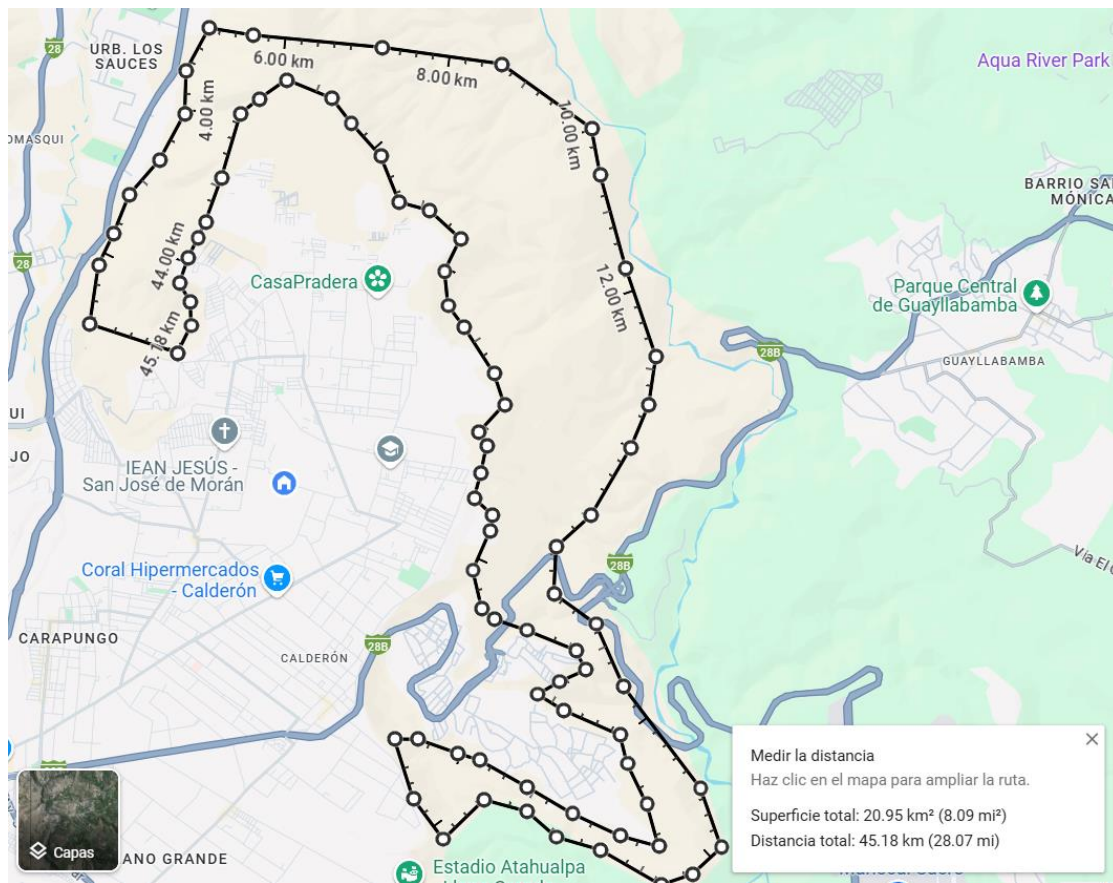 28
URB. LOS
SAUCES
6.00 km
8.00 km
Aqua River Park
4.00 km
10.00 km
OMASQUI
BARRIO SA
MÓNICA
44.00 km
28
CasaPradera
12.00 km
Parque Central
de Guayllabamba
45.18 km
28B
GUAYLLABAMBA
UI
JO
IEAN JESÚS -
San José de Morán
Vía El
28B
Coral Hipermercados
- Calderón
CARAPUNGO
28B
CALDERÓN
Medir la distancia
Haz clic en el mapa para ampliar la ruta.
Superficie total: 20.95 km² (8.09 mi²)
Distancia total: 45.18 km (28.07 mi)
Capas
ANO GRANDE
Estadio Atahualpa